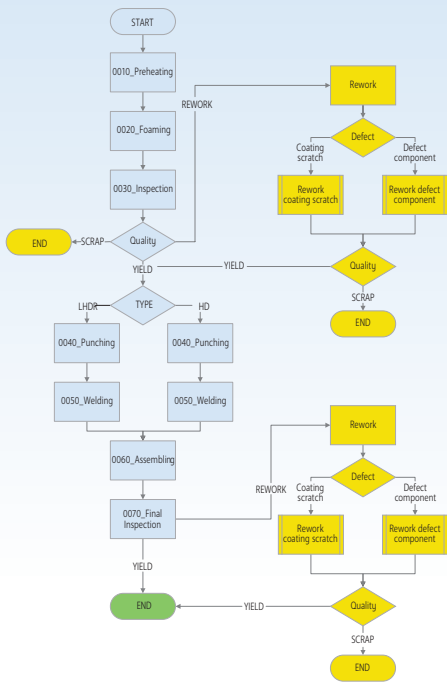 START
0010_Preheating
0020_Foaming
0030_Inspection
Quality
SCRAP
END
REWORK
YIELD
Rework
Defect
Coating
scratch
Defect
component
Rework
coating scratch
Rework defect
component
Quality
YIELD
SCRAP
END
TYPE
LHDR
HD
0040_Punching
0040_Punching
0050_Welding
0050_Welding
0060_Assembling
0070_Final
Inspection
REWORK
YIELD
END
Rework
Defect
Coating
scratch
Defect
component
Rework
coating scratch
Rework defect
component
Quality
YIELD
SCRAP
END